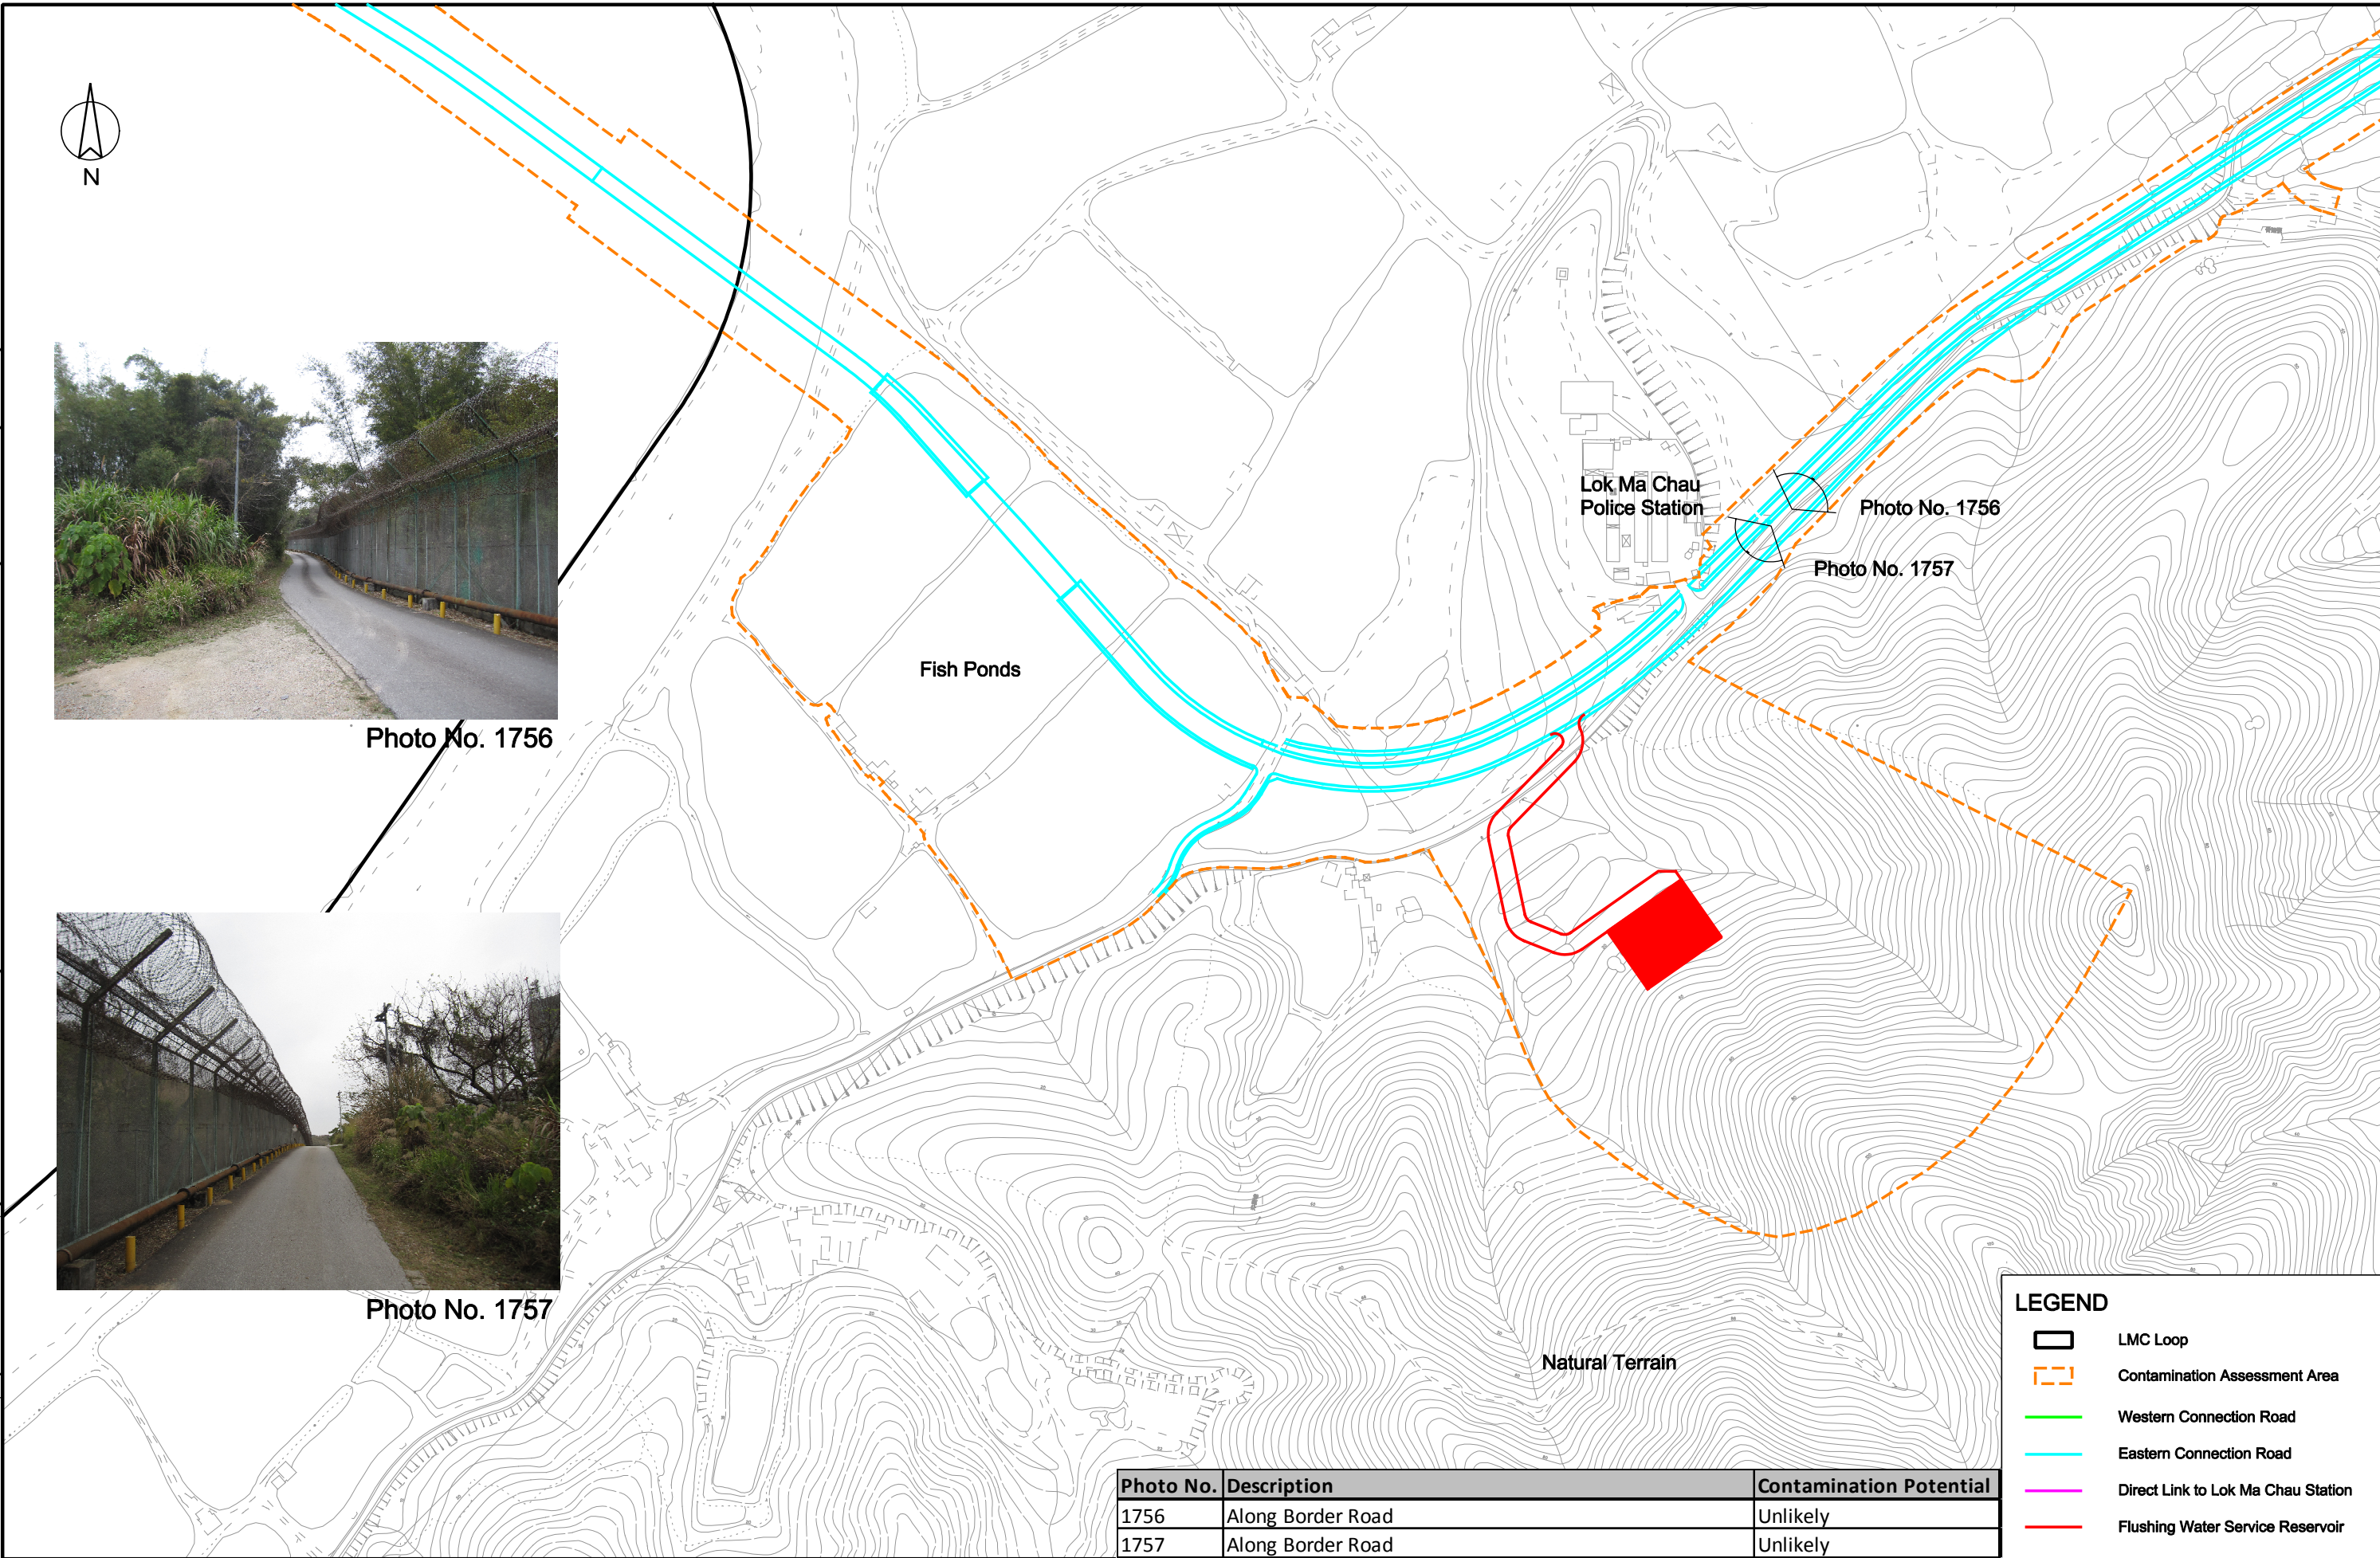 N
Lok Ma Chau
Police Station
Photo No. 1756
Photo No. 1757
Fish Ponds
Photo No. 1756
Photo No. 1757
Natural Terrain
LEGEND
LMC Loop
Contamination Assessment Area
Western Connection Road
Eastern Connection Road
Direct Link to Lok Ma Chau Station
Flushing Water Service Reservoir
Photo No. Description Contamination Potential
1756 Along Border Road Unlikely
1757 Along Border Road Unlikely